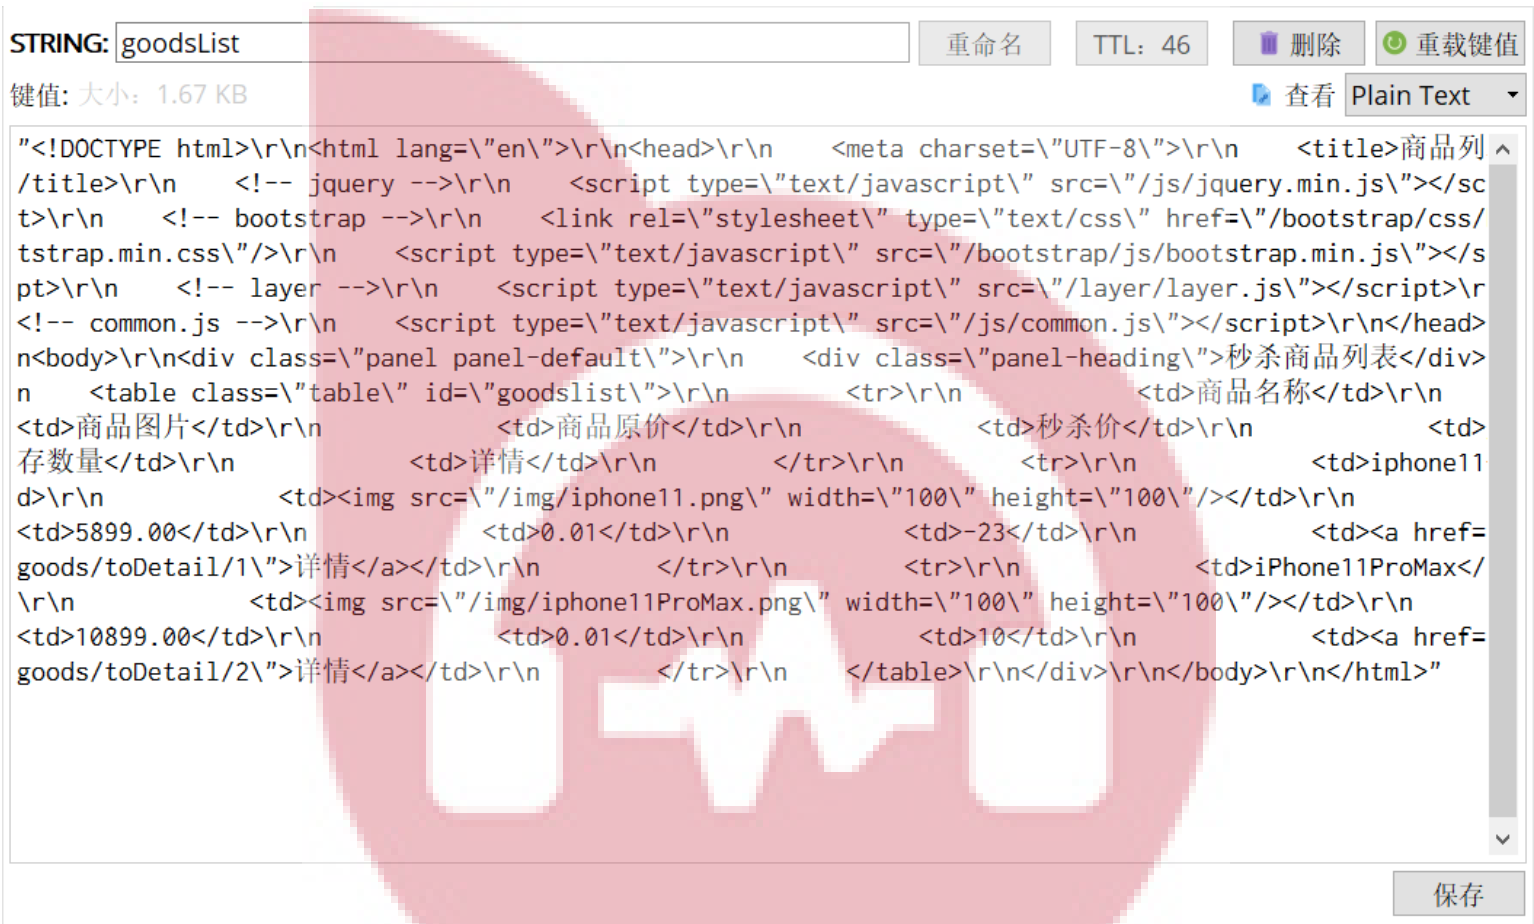 STRING: goodsList 重命名 TTL: 46 删除 重载键值
键值: 大小: 1.67 KB 查看 Plain Text
"<!DOCTYPE html>\r\n<html lang=\"en\">\r\n<head>\r\n    <meta charset=\"UTF-8\">\r\n    <title>商品列
/title>\r\n    <!-- jquery -->\r\n    <script type=\"text/javascript\" src=\"/js/jquery.min.js\"></sc
t>\r\n    <!-- bootstrap -->\r\n    <link rel=\"stylesheet\" type=\"text/css\" href=\"/bootstrap/css/
tstrap.min.css\"/>\r\n    <script type=\"text/javascript\" src=\"/bootstrap/js/bootstrap.min.js\"></s
pt>\r\n    <!-- layer -->\r\n    <script type=\"text/javascript\" src=\"/layer/layer.js\"></script>\r
<!-- common.js -->\r\n    <script type=\"text/javascript\" src=\"/js/common.js\"></script>\r\n</head>
n<body>\r\n<div class=\"panel panel-default\">\r\n    <div class=\"panel-heading\">秒杀商品列表</div>
n    <table class=\"table\" id=\"goodslist\">\r\n        <tr>\r\n            <td>商品名称</td>\r\n
<td>商品图片</td>\r\n            <td>商品原价</td>\r\n            <td>秒杀价</td>\r\n            <td>
存数量</td>\r\n            <td>详情</td>\r\n        </tr>\r\n        <tr>\r\n            <td>iphone11
d>\r\n            <td><img src=\"/img/iphone11.png\" width=\"100\" height=\"100\"/></td>\r\n
<td>5899.00</td>\r\n            <td>0.01</td>\r\n            <td>-23</td>\r\n            <td><a href=
goods/toDetail/1\">详情</a></td>\r\n        </tr>\r\n        <tr>\r\n            <td>iPhone11ProMax</
\r\n            <td><img src=\"/img/iphone11ProMax.png\" width=\"100\" height=\"100\"/></td>\r\n
<td>10899.00</td>\r\n            <td>0.01</td>\r\n            <td>10</td>\r\n            <td><a href=
goods/toDetail/2\">详情</a></td>\r\n        </tr>\r\n    </table>\r\n</div>\r\n</body>\r\n</html>"
保存